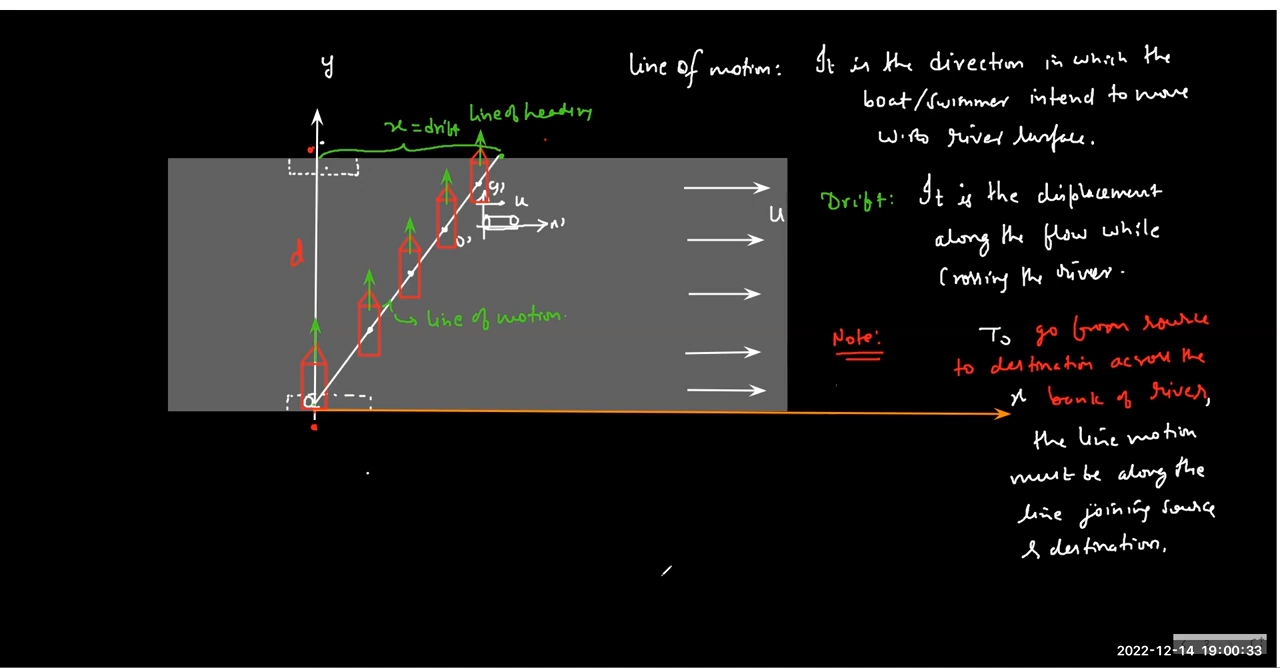 y
line of motion: It is the direction in which the
boat/swimmer intend to move
w.r.to river surface.
line of heading
x = drift
Drift: It is the displacement
along the flow while
Crossing the river.
y'
u
x'
o'
u
d
line of motion.
Note: To go from source
to destination across the
x bank of river,
the line motion
must be along the
line joining source
& destination.
O
2022-12-14 19:00:33